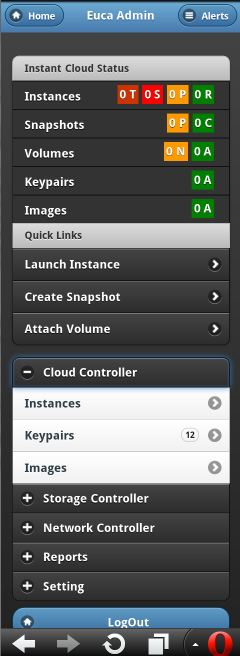 Home Euca Admin Alerts
Instant Cloud Status
Instances 0 T 0 S 0 P 0 R
Snapshots 0 P 0 C
Volumes 0 N 0 A
Keypairs 0 A
Images 0 A
Quick Links
Launch Instance
Create Snapshot
Attach Volume
Cloud Controller
Instances
Keypairs 12
Images
Storage Controller
Network Controller
Reports
Setting
LogOut